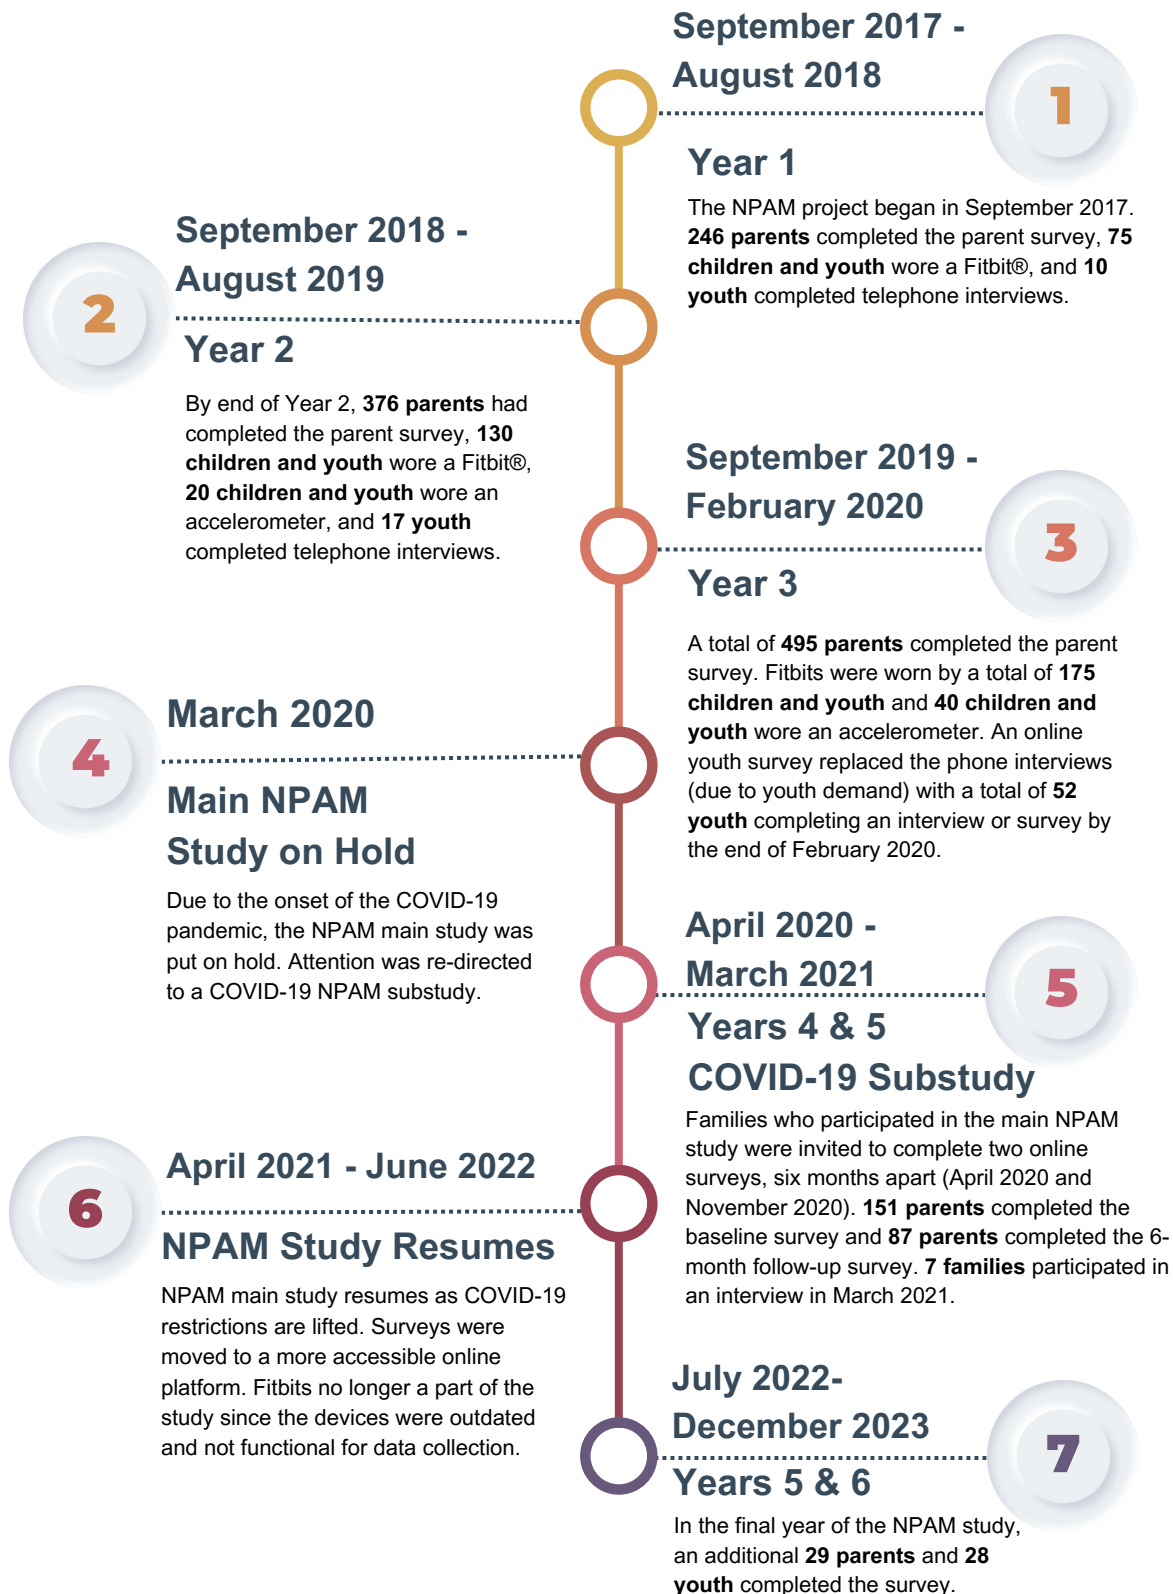 September 2017 -
August 2018
1
Year 1
The NPAM project began in September 2017.
246 parents completed the parent survey, 75
children and youth wore a Fitbit®, and 10
youth completed telephone interviews.
September 2018 -
August 2019
2
Year 2
By end of Year 2, 376 parents had
completed the parent survey, 130
children and youth wore a Fitbit®,
20 children and youth wore an
accelerometer, and 17 youth
completed telephone interviews.
September 2019 -
February 2020
3
Year 3
A total of 495 parents completed the parent
survey. Fitbits were worn by a total of 175
children and youth and 40 children and
youth wore an accelerometer. An online
youth survey replaced the phone interviews
(due to youth demand) with a total of 52
youth completing an interview or survey by
the end of February 2020.
March 2020
4
Main NPAM
Study on Hold
Due to the onset of the COVID-19
pandemic, the NPAM main study was
put on hold. Attention was re-directed
to a COVID-19 NPAM substudy.
April 2020 -
March 2021
5
Years 4 & 5
COVID-19 Substudy
Families who participated in the main NPAM
study were invited to complete two online
surveys, six months apart (April 2020 and
November 2020). 151 parents completed the
baseline survey and 87 parents completed the 6-
month follow-up survey. 7 families participated in
an interview in March 2021.
April 2021 - June 2022
6
NPAM Study Resumes
NPAM main study resumes as COVID-19
restrictions are lifted. Surveys were
moved to a more accessible online
platform. Fitbits no longer a part of the
study since the devices were outdated
and not functional for data collection.
July 2022-
December 2023
7
Years 5 & 6
In the final year of the NPAM study,
an additional 29 parents and 28
youth completed the survey.